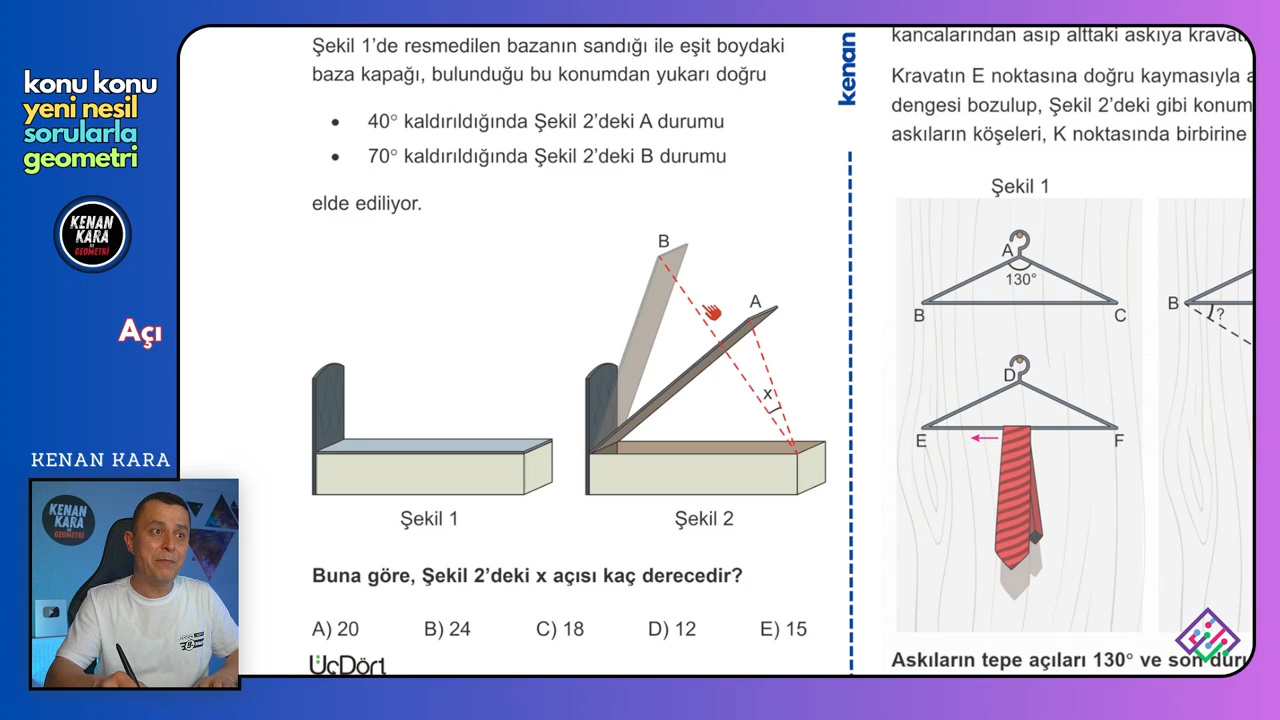 konu konu
yeni nesil
sorularla
geometri
KENAN
KARA
ile
GEOMETRİ
Açı
KENAN KARA
Şekil 1'de resmedilen bazanın sandığı ile eşit boydaki
baza kapağı, bulunduğu bu konumdan yukarı doğru
• 40° kaldırıldığında Şekil 2'deki A durumu
• 70° kaldırıldığında Şekil 2'deki B durumu
elde ediliyor.
B
A
x
Şekil 1
Şekil 2
Buna göre, Şekil 2'deki x açısı kaç derecedir?
A) 20 B) 24 C) 18 D) 12 E) 15
ÜçDört
kenan
kancalarından asıp alttaki askıya kravat
Kravatın E noktasına doğru kaymasıyla a
dengesi bozulup, Şekil 2'deki gibi konum
askıların köşeleri, K noktasında birbirine
Şekil 1
A
130°
B
C
B
?
D
E
F
Askıların tepe açıları 130° ve son duru